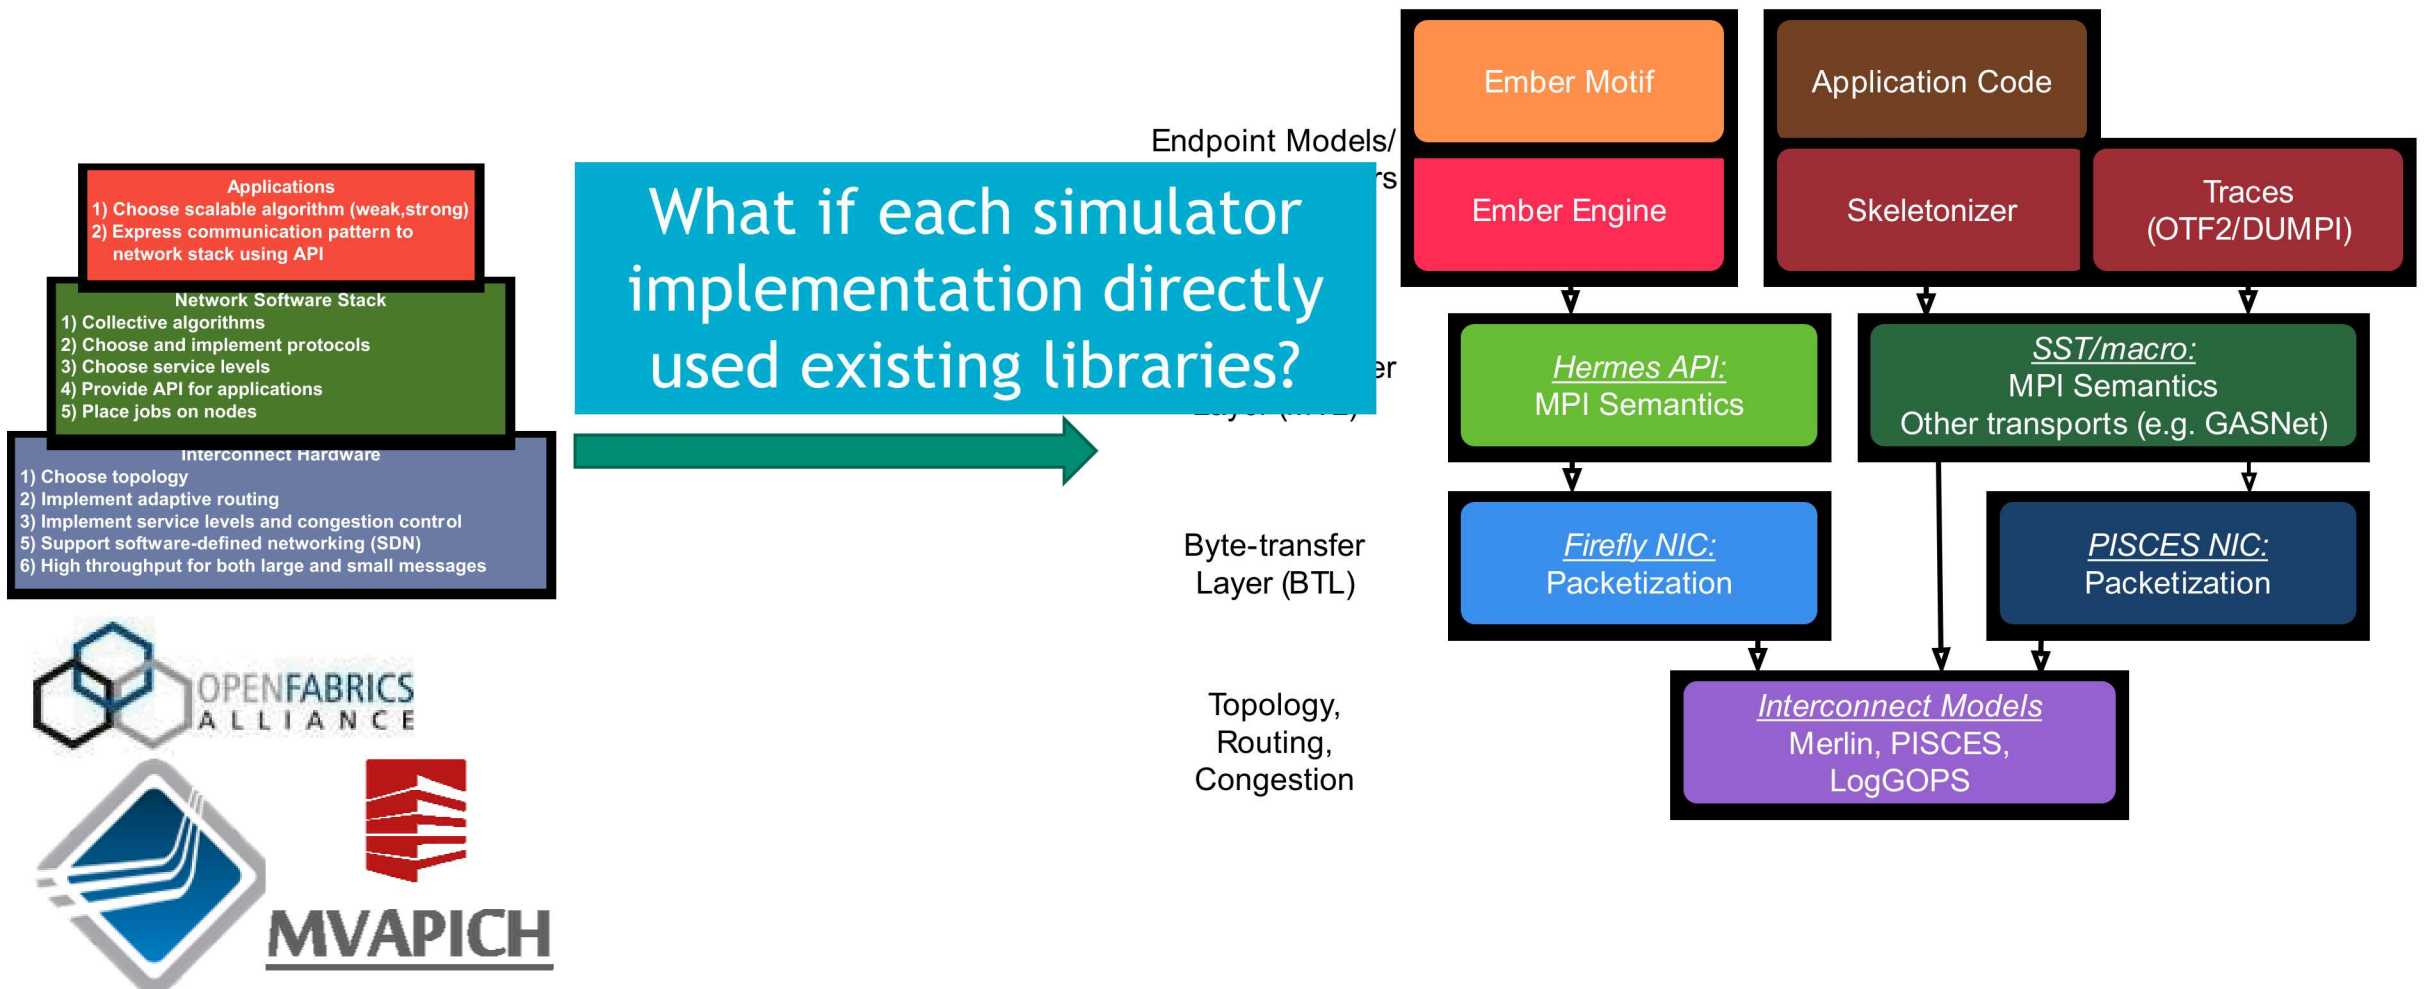 Applications
1) Choose scalable algorithm (weak,strong)
2) Express communication pattern to
network stack using API
Network Software Stack
1) Collective algorithms
2) Choose and implement protocols
3) Choose service levels
4) Provide API for applications
5) Place jobs on nodes
Interconnect Hardware
1) Choose topology
2) Implement adaptive routing
3) Implement service levels and congestion control
5) Support software-defined networking (SDN)
6) High throughput for both large and small messages
OPENFABRICS
ALLIANCE
MVAPICH
What if each simulator
implementation directly
used existing libraries?
Endpoint Models/
rs
er
Byte-transfer
Layer (BTL)
Topology,
Routing,
Congestion
Ember Motif
Ember Engine
Application Code
Skeletonizer
Traces
(OTF2/DUMPI)
Hermes API:
MPI Semantics
SST/macro:
MPI Semantics
Other transports (e.g. GASNet)
Firefly NIC:
Packetization
PISCES NIC:
Packetization
Interconnect Models
Merlin, PISCES,
LogGOPS